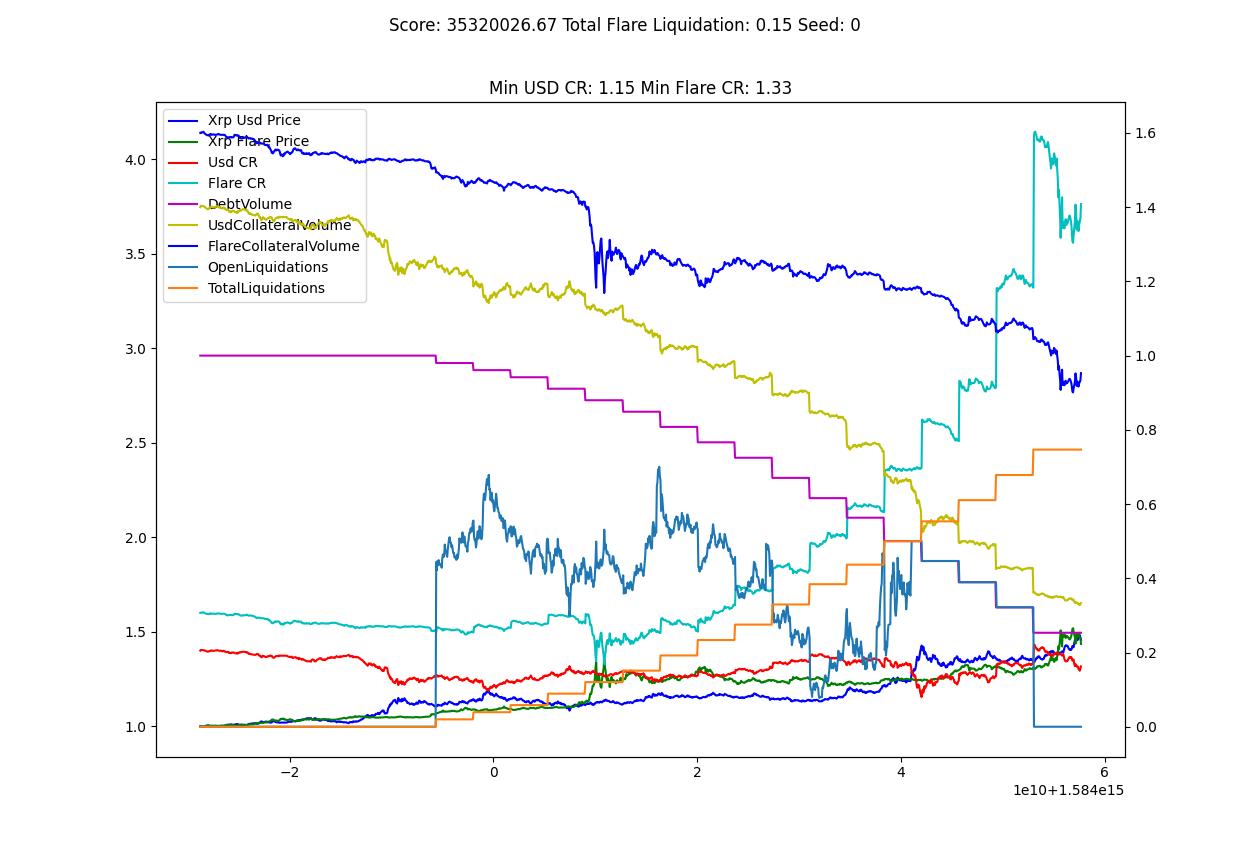 Score: 35320026.67 Total Flare Liquidation: 0.15 Seed: 0
Min USD CR: 1.15 Min Flare CR: 1.33
Xrp Usd Price
Xrp Flare Price
Usd CR
Flare CR
DebtVolume
UsdCollateralVolume
FlareCollateralVolume
OpenLiquidations
TotalLiquidations
4.0
3.5
3.0
2.5
2.0
1.5
1.0
1.6
1.4
1.2
1.0
0.8
0.6
0.4
0.2
0.0
−2 0 2 4 6
1e10+1.584e15